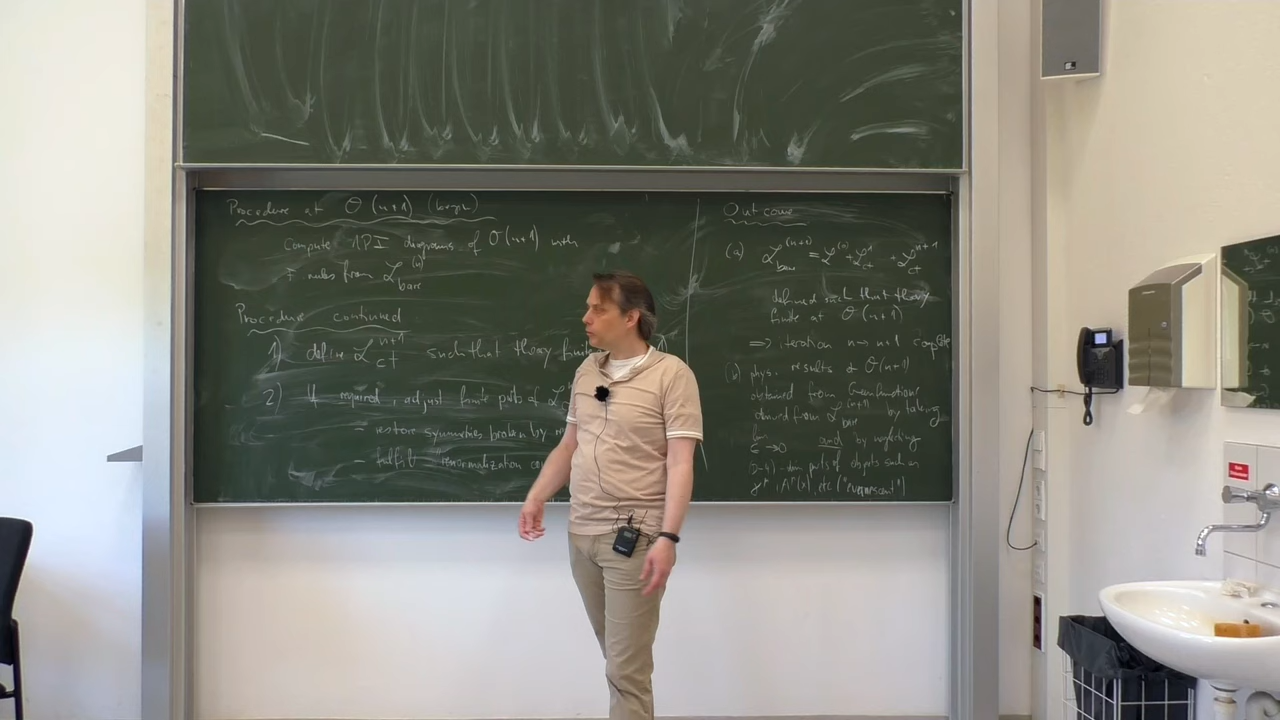 Procedure at O(n+1)
Compute 1PI diagrams of O(n+1) with
F rules from L_bare^(n)
Procedure continued
1) define L_ct^n+1 such that theory finite
2) If required, adjust finite parts of L
- restore symmetries broken by
- fulfil "renormalization
Outcome
(a) L_bare^(n+1) = L^(n) + L_ct^1 + L_ct^n+1
defined such that theory
finite at O(n+1)
=> iteration n → n+1 complete
(b) phys. results at O(n+1)
obtained from Green functions
derived from L_bare^(n+1) by taking
lim ε→0 and by neglecting
(D-4)-dim parts of objects such as
γ^μ, A^μ(x), etc ("evanescent")